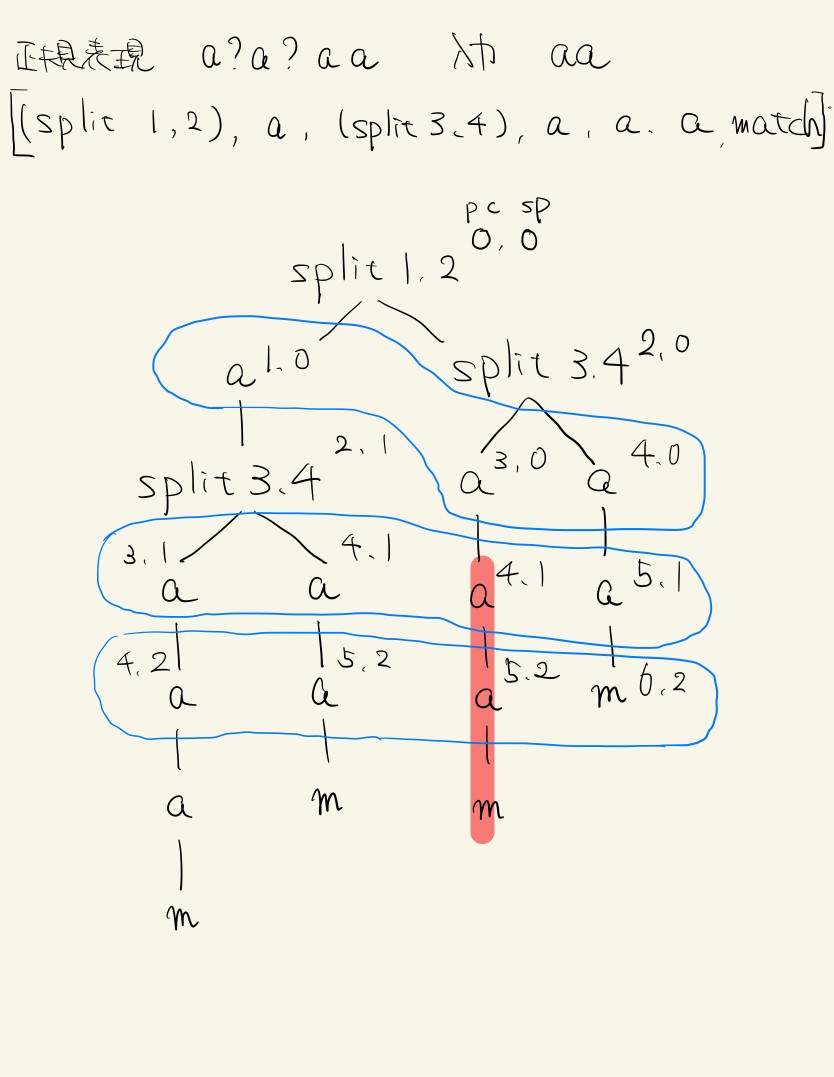 正規表現 a?a?aa 入力 aa
[(split 1,2), a, (split 3.4), a, a. a, match]
pc sp
0, 0
split 1. 2
a 1. 0
split 3.4 2, 0
split 3.4 2. 1
a 3, 0
a 4.0
3. 1
a
4. 1
a
a 4. 1
a 5. 1
4. 2
a
5. 2
a
a 5. 2
m 6. 2
a
m
m
m